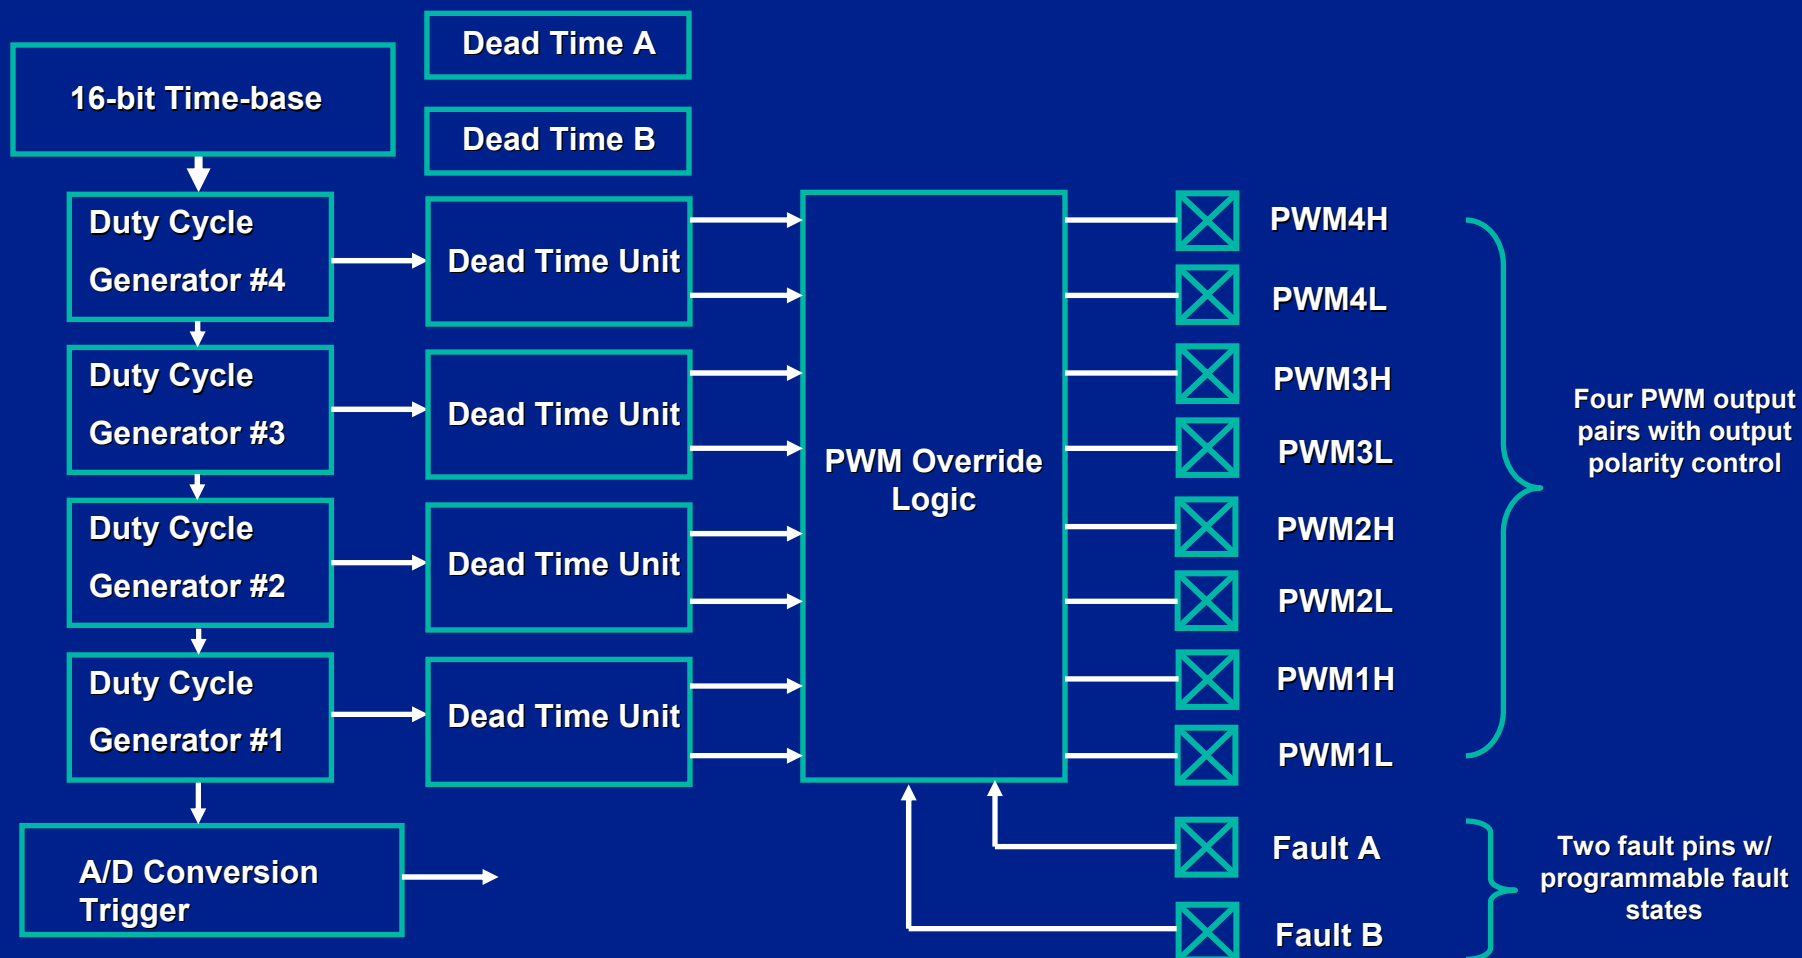 Dead Time A
16-bit Time-base
Dead Time B
Duty Cycle
Generator #4
Dead Time Unit
PWM4H
PWM4L
Duty Cycle
Generator #3
Dead Time Unit
PWM3H
PWM3L
PWM Override
Logic
Four PWM output
pairs with output
polarity control
Duty Cycle
Generator #2
Dead Time Unit
PWM2H
PWM2L
Duty Cycle
Generator #1
Dead Time Unit
PWM1H
PWM1L
A/D Conversion
Trigger
Fault A
Fault B
Two fault pins w/
programmable fault
states